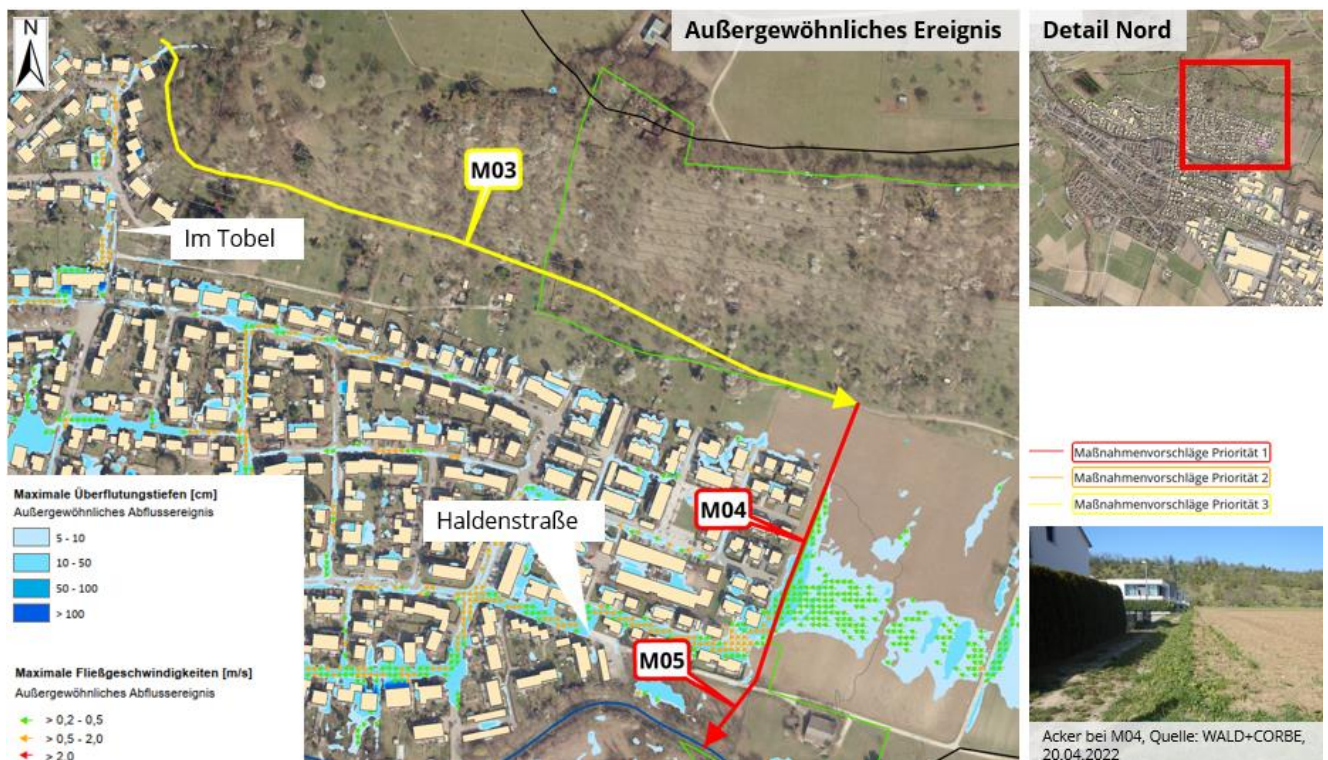 N
Außergewöhnliches Ereignis
Detail Nord
M03
Im Tobel
M04
Haldenstraße
M05
Maximale Überflutungstiefen [cm]
Außergewöhnliches Abflussereignis
5 - 10
10 - 50
50 - 100
> 100
Maximale Fließgeschwindigkeiten [m/s]
Außergewöhnliches Abflussereignis
> 0,2 - 0,5
> 0,5 - 2,0
> 2,0
Maßnahmenvorschläge Priorität 1
Maßnahmenvorschläge Priorität 2
Maßnahmenvorschläge Priorität 3
Acker bei M04, Quelle: WALD+CORBE,
20.04.2022